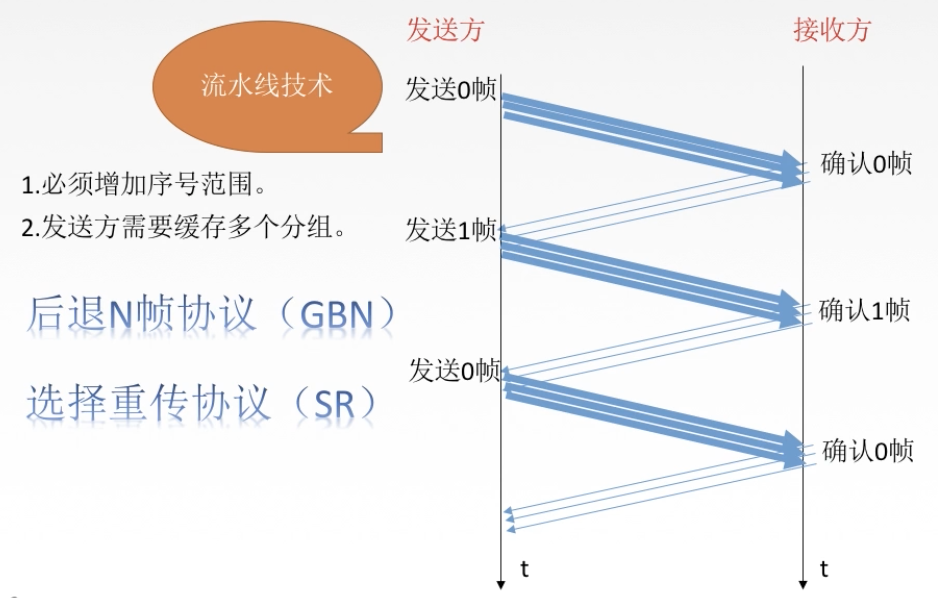 流水线技术
1.必须增加序号范围。
2.发送方需要缓存多个分组。
后退N帧协议（GBN）
选择重传协议（SR）
发送方
接收方
发送0帧
确认0帧
发送1帧
确认1帧
发送0帧
确认0帧
t
t